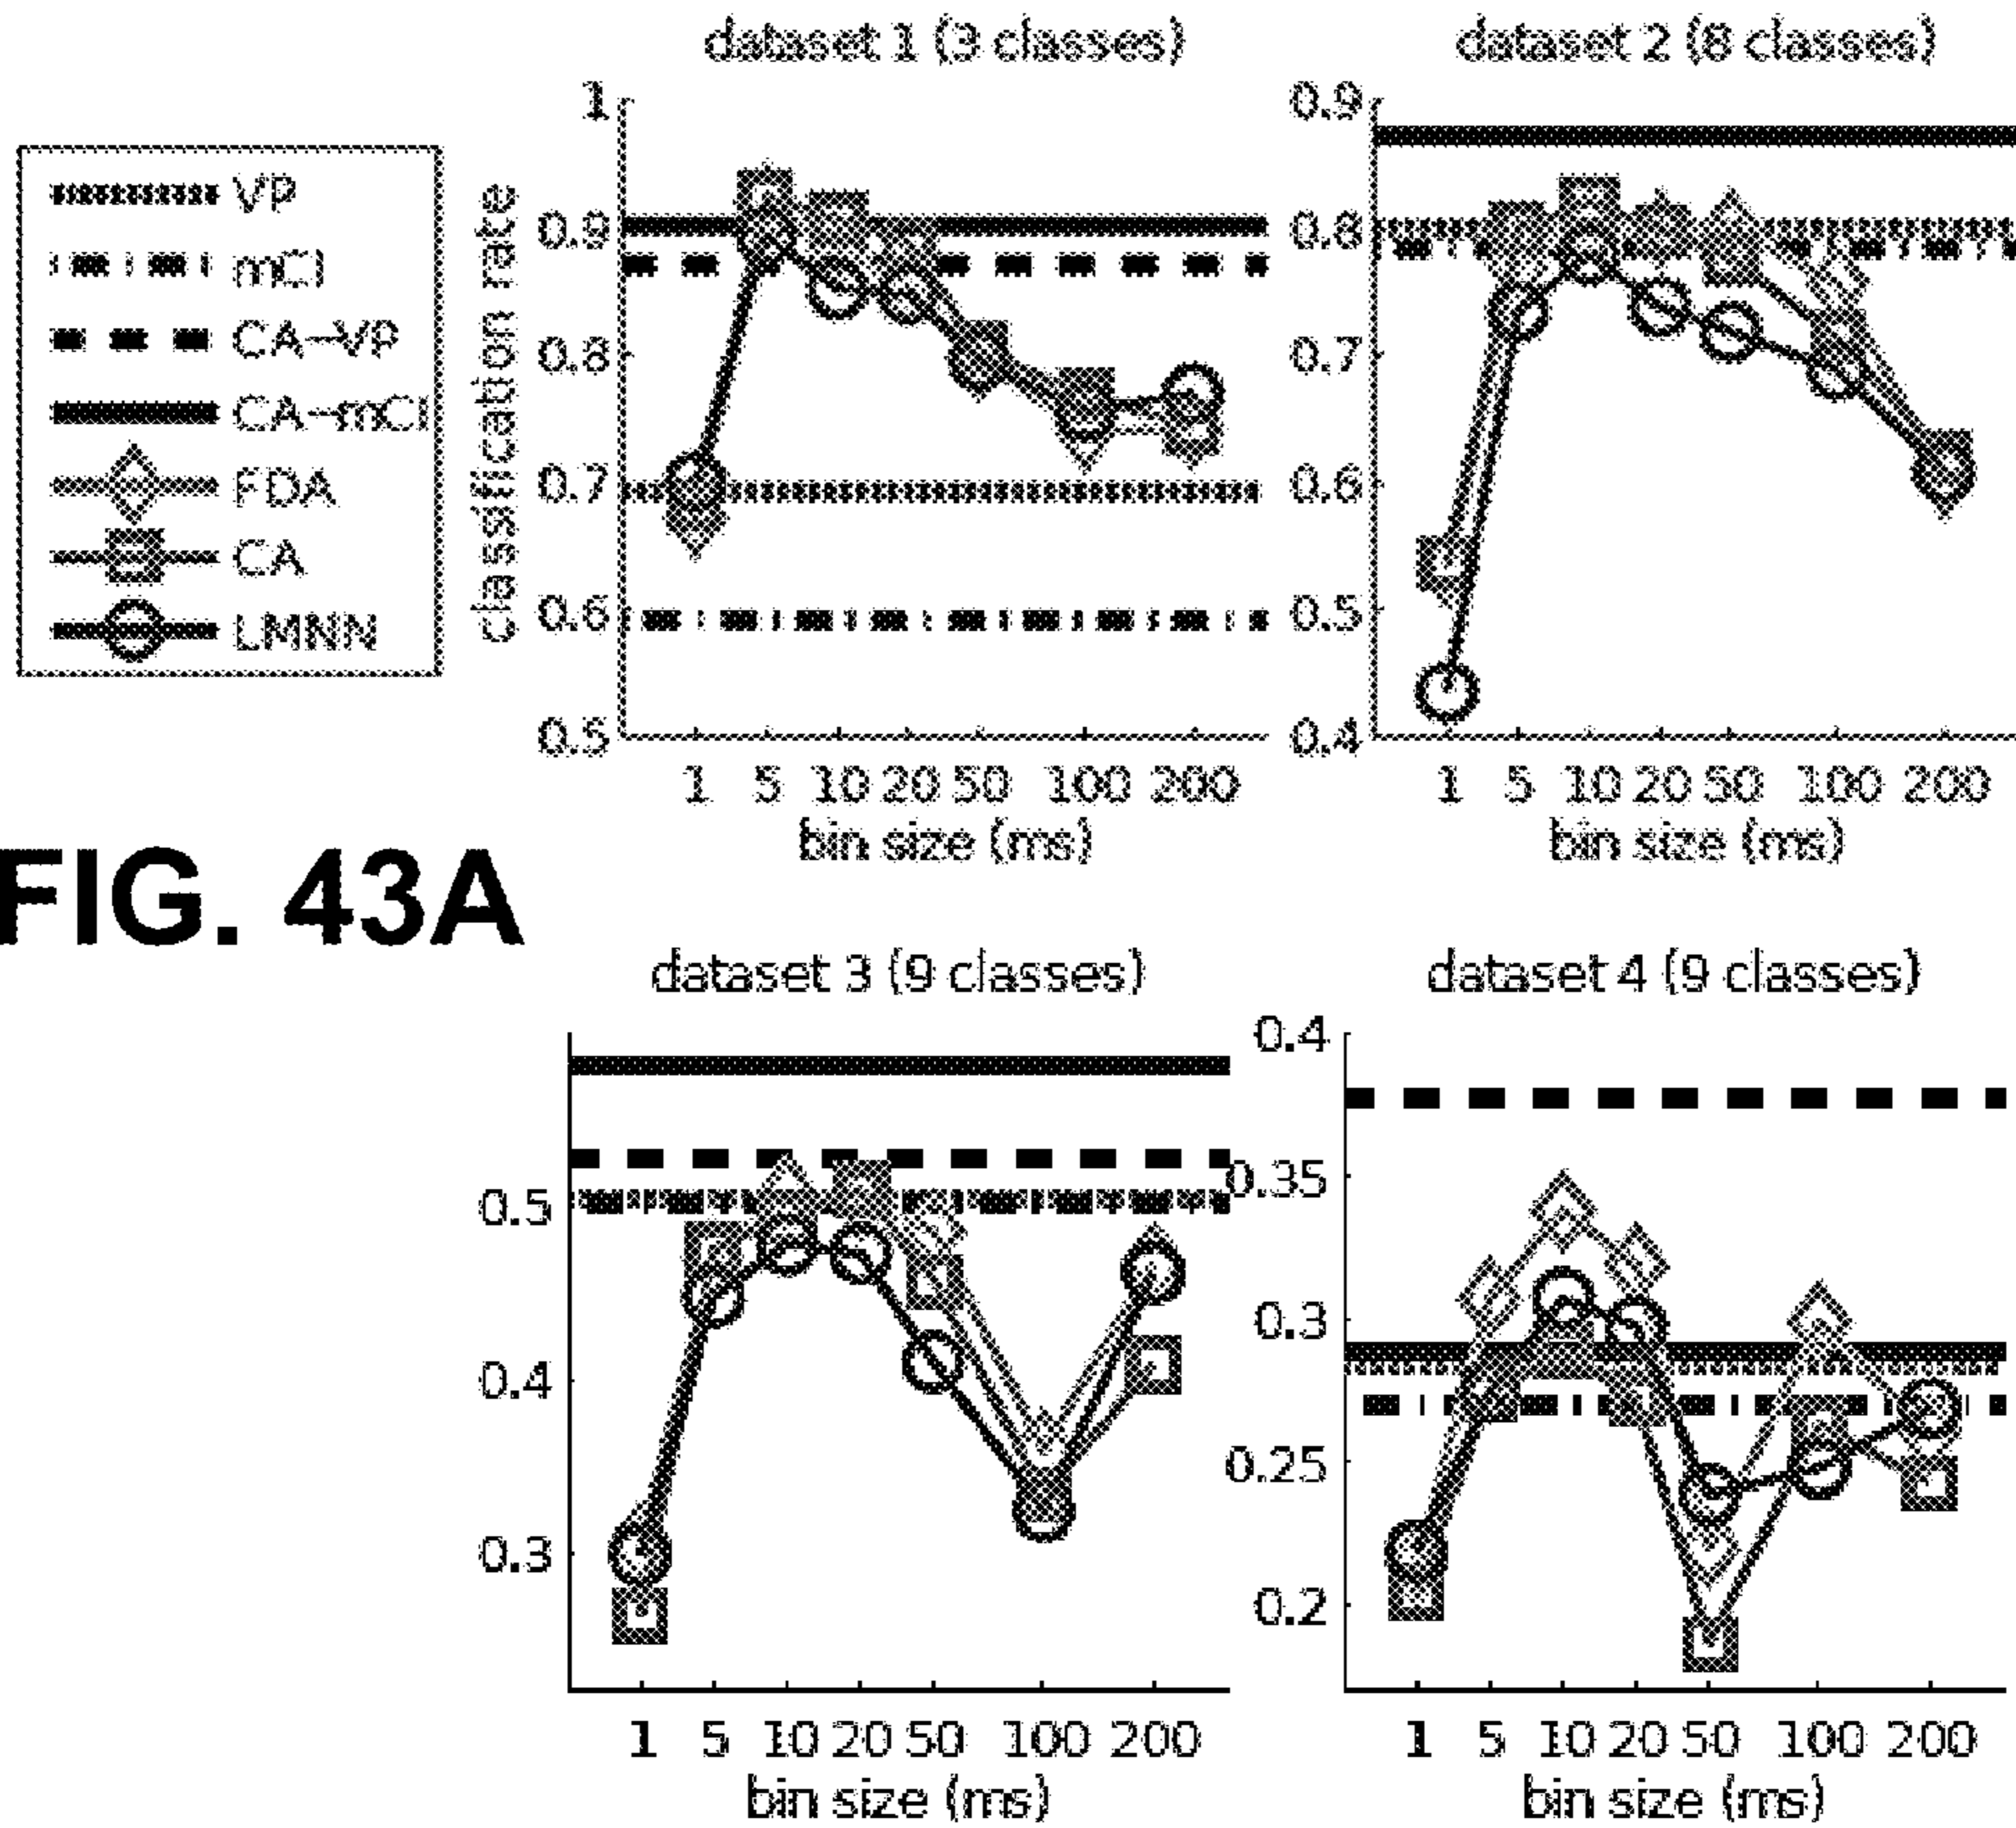 dataset 1 (3 classes)
dataset 2 (8 classes)
VP
mCI
CA-VP
CA-mCI
FDA
CA
LMNN
classification rate
1
0.9
0.8
0.7
0.6
0.5
0.9
0.8
0.7
0.6
0.5
0.4
1 5 10 20 50 100 200
bin size (ms)
1 5 10 20 50 100 200
bin size (ms)
FIG. 43A
dataset 3 (9 classes)
dataset 4 (9 classes)
0.5
0.4
0.3
0.4
0.35
0.3
0.25
0.2
1 5 10 20 50 100 200
bin size (ms)
1 5 10 20 50 100 200
bin size (ms)